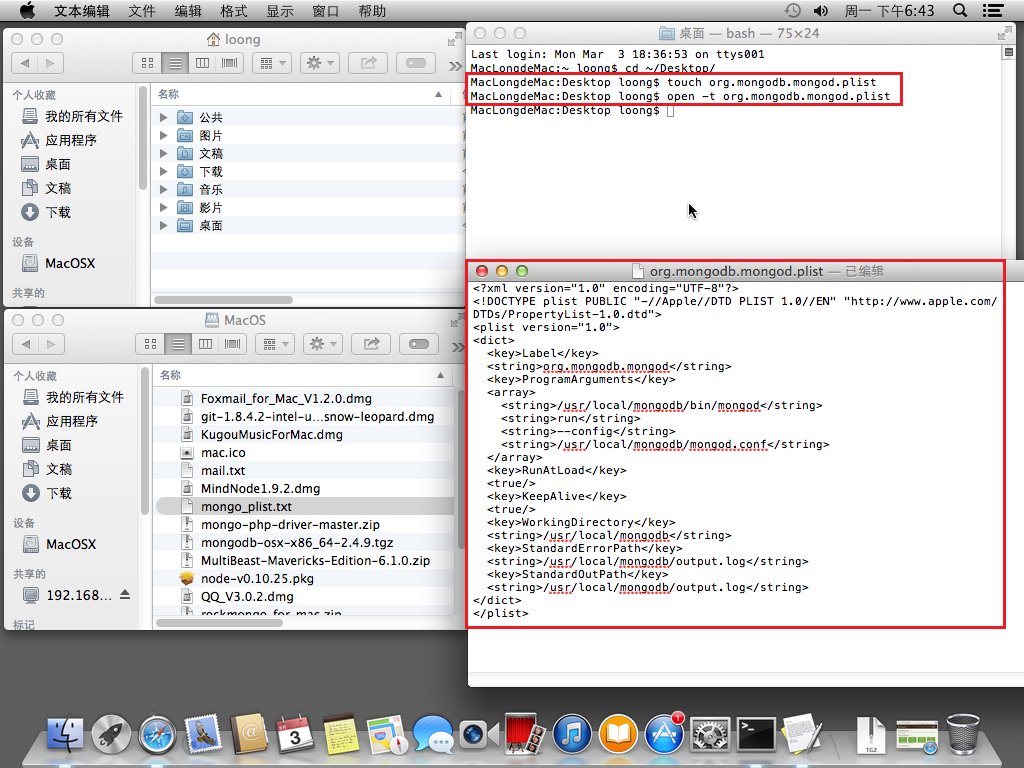 文本编辑 文件 编辑 格式 显示 窗口 帮助 周一 下午6:43
loong
个人收藏
我的所有文件
应用程序
桌面
文稿
下载
设备
MacOSX
共享的
名称
公共
图片
文稿
下载
音乐
影片
桌面
桌面 — bash — 75×24
Last login: Mon Mar  3 18:36:53 on ttys001
MacLongdeMac:~ loong$ cd ~/Desktop/
MacLongdeMac:Desktop loong$ touch org.mongodb.mongod.plist
MacLongdeMac:Desktop loong$ open -t org.mongodb.mongod.plist
MacLongdeMac:Desktop loong$
MacOS
个人收藏
我的所有文件
应用程序
桌面
文稿
下载
设备
MacOSX
共享的
192.168...
标记
名称
Foxmail_for_Mac_V1.2.0.dmg
git-1.8.4.2-intel-u...snow-leopard.dmg
KugouMusicForMac.dmg
mac.ico
mail.txt
MindNode1.9.2.dmg
mongo_plist.txt
mongo-php-driver-master.zip
mongodb-osx-x86_64-2.4.9.tgz
MultiBeast-Mavericks-Edition-6.1.0.zip
node-v0.10.25.pkg
QQ_V3.0.2.dmg
rockmongo_for_mac.zip
org.mongodb.mongod.plist — 已编辑
<?xml version="1.0" encoding="UTF-8"?>
<!DOCTYPE plist PUBLIC "-//Apple//DTD PLIST 1.0//EN" "http://www.apple.com/
DTDs/PropertyList-1.0.dtd">
<plist version="1.0">
<dict>
  <key>Label</key>
  <string>org.mongodb.mongod</string>
  <key>ProgramArguments</key>
  <array>
    <string>/usr/local/mongodb/bin/mongod</string>
    <string>run</string>
    <string>--config</string>
    <string>/usr/local/mongodb/mongod.conf</string>
  </array>
  <key>RunAtLoad</key>
  <true/>
  <key>KeepAlive</key>
  <true/>
  <key>WorkingDirectory</key>
  <string>/usr/local/mongodb</string>
  <key>StandardErrorPath</key>
  <string>/usr/local/mongodb/output.log</string>
  <key>StandardOutPath</key>
  <string>/usr/local/mongodb/output.log</string>
</dict>
</plist>
3
1
TGZ